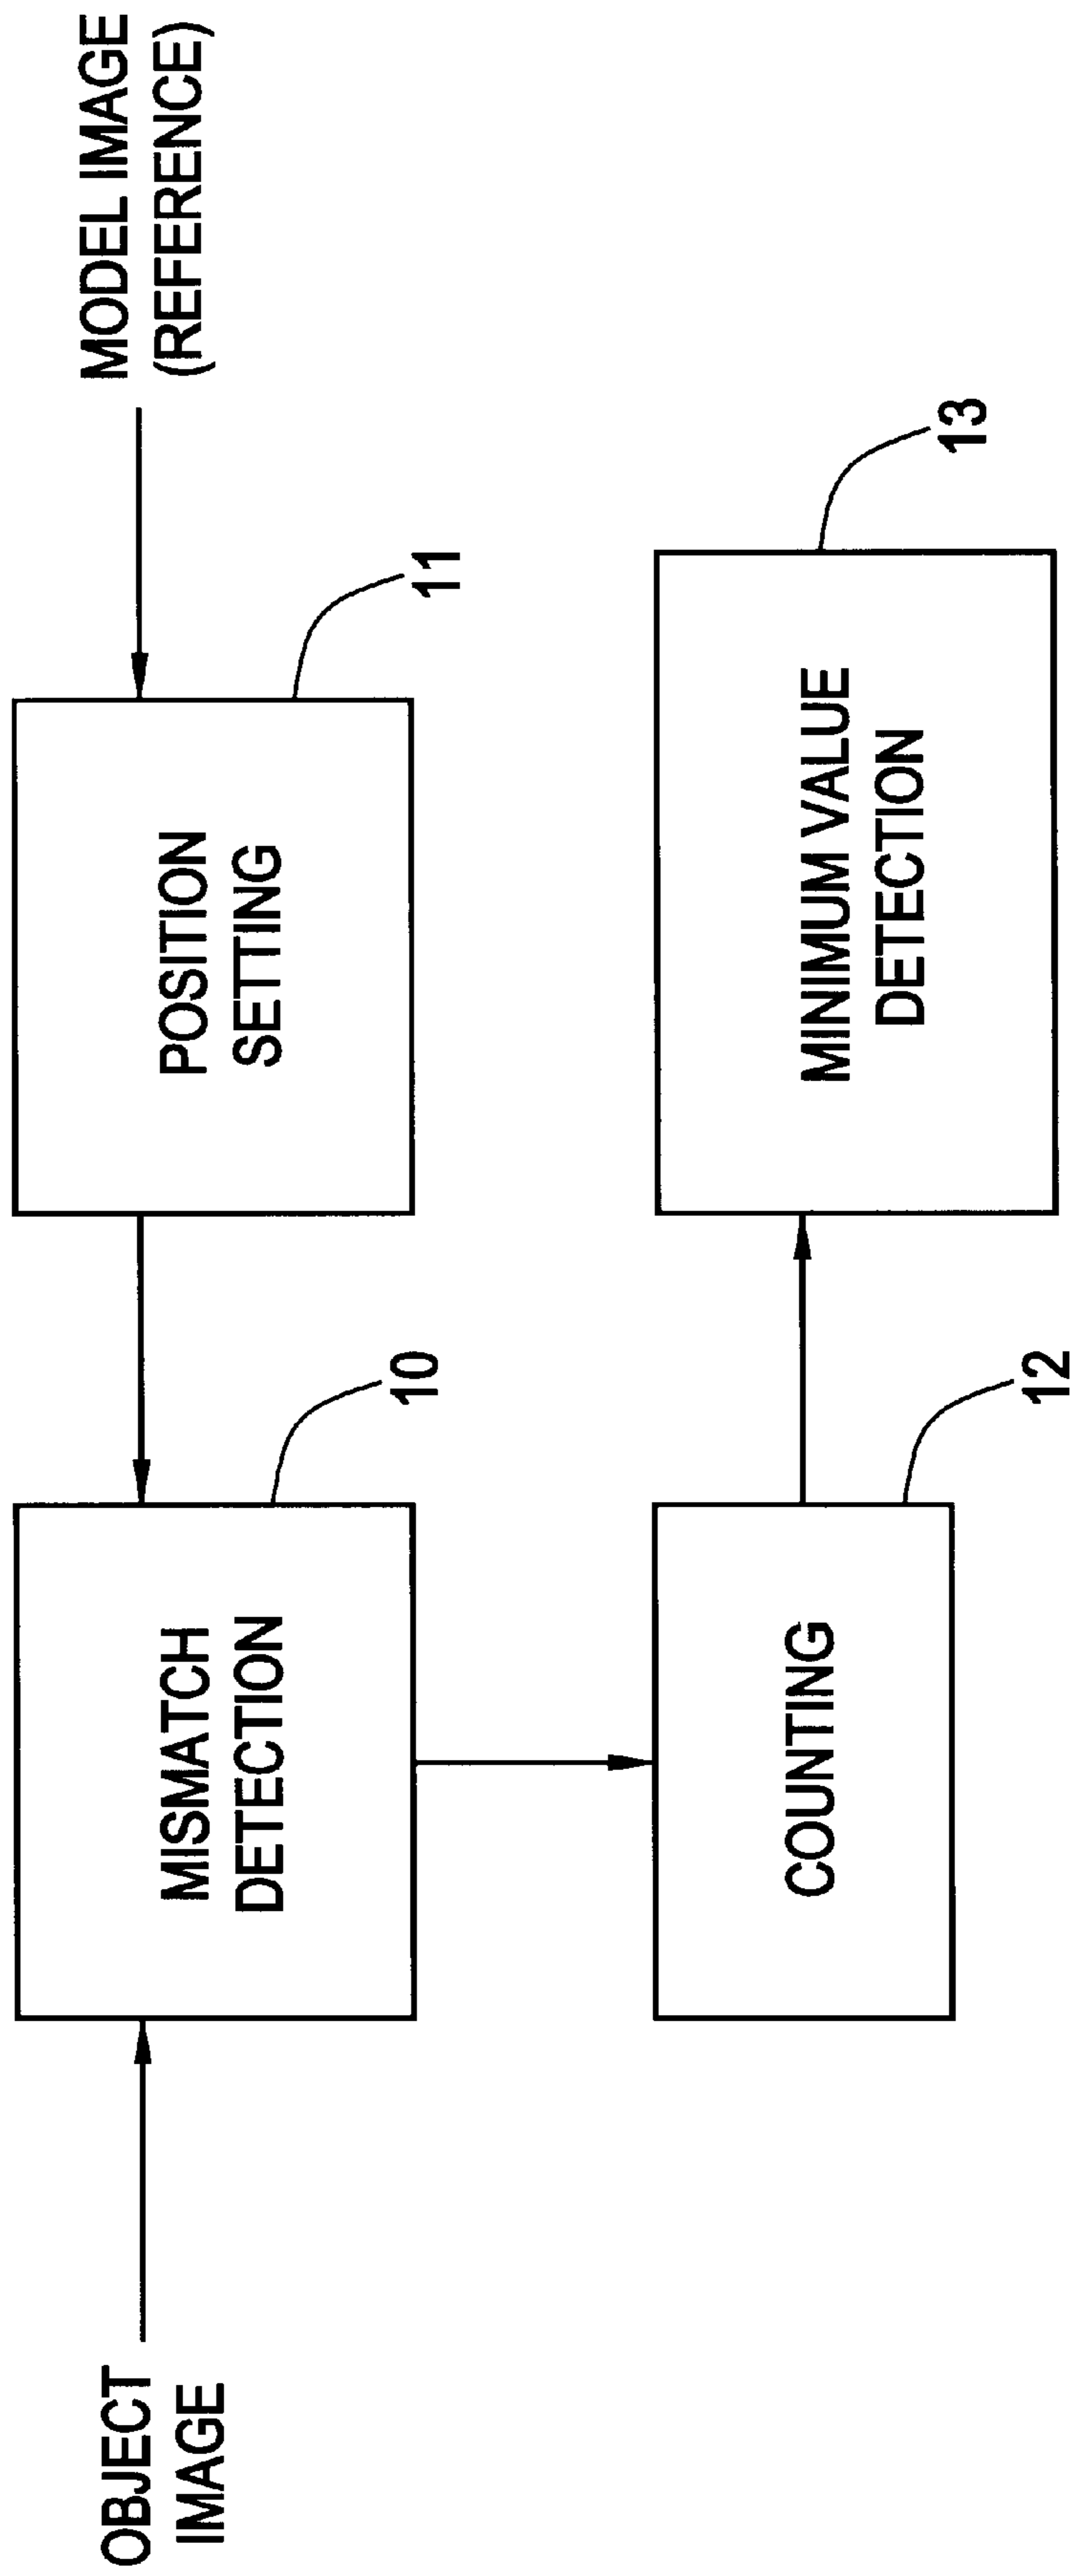 OBJECT
IMAGE
MISMATCH
DETECTION
10
POSITION
SETTING
11
MODEL IMAGE
(REFERENCE)
COUNTING
12
MINIMUM VALUE
DETECTION
13